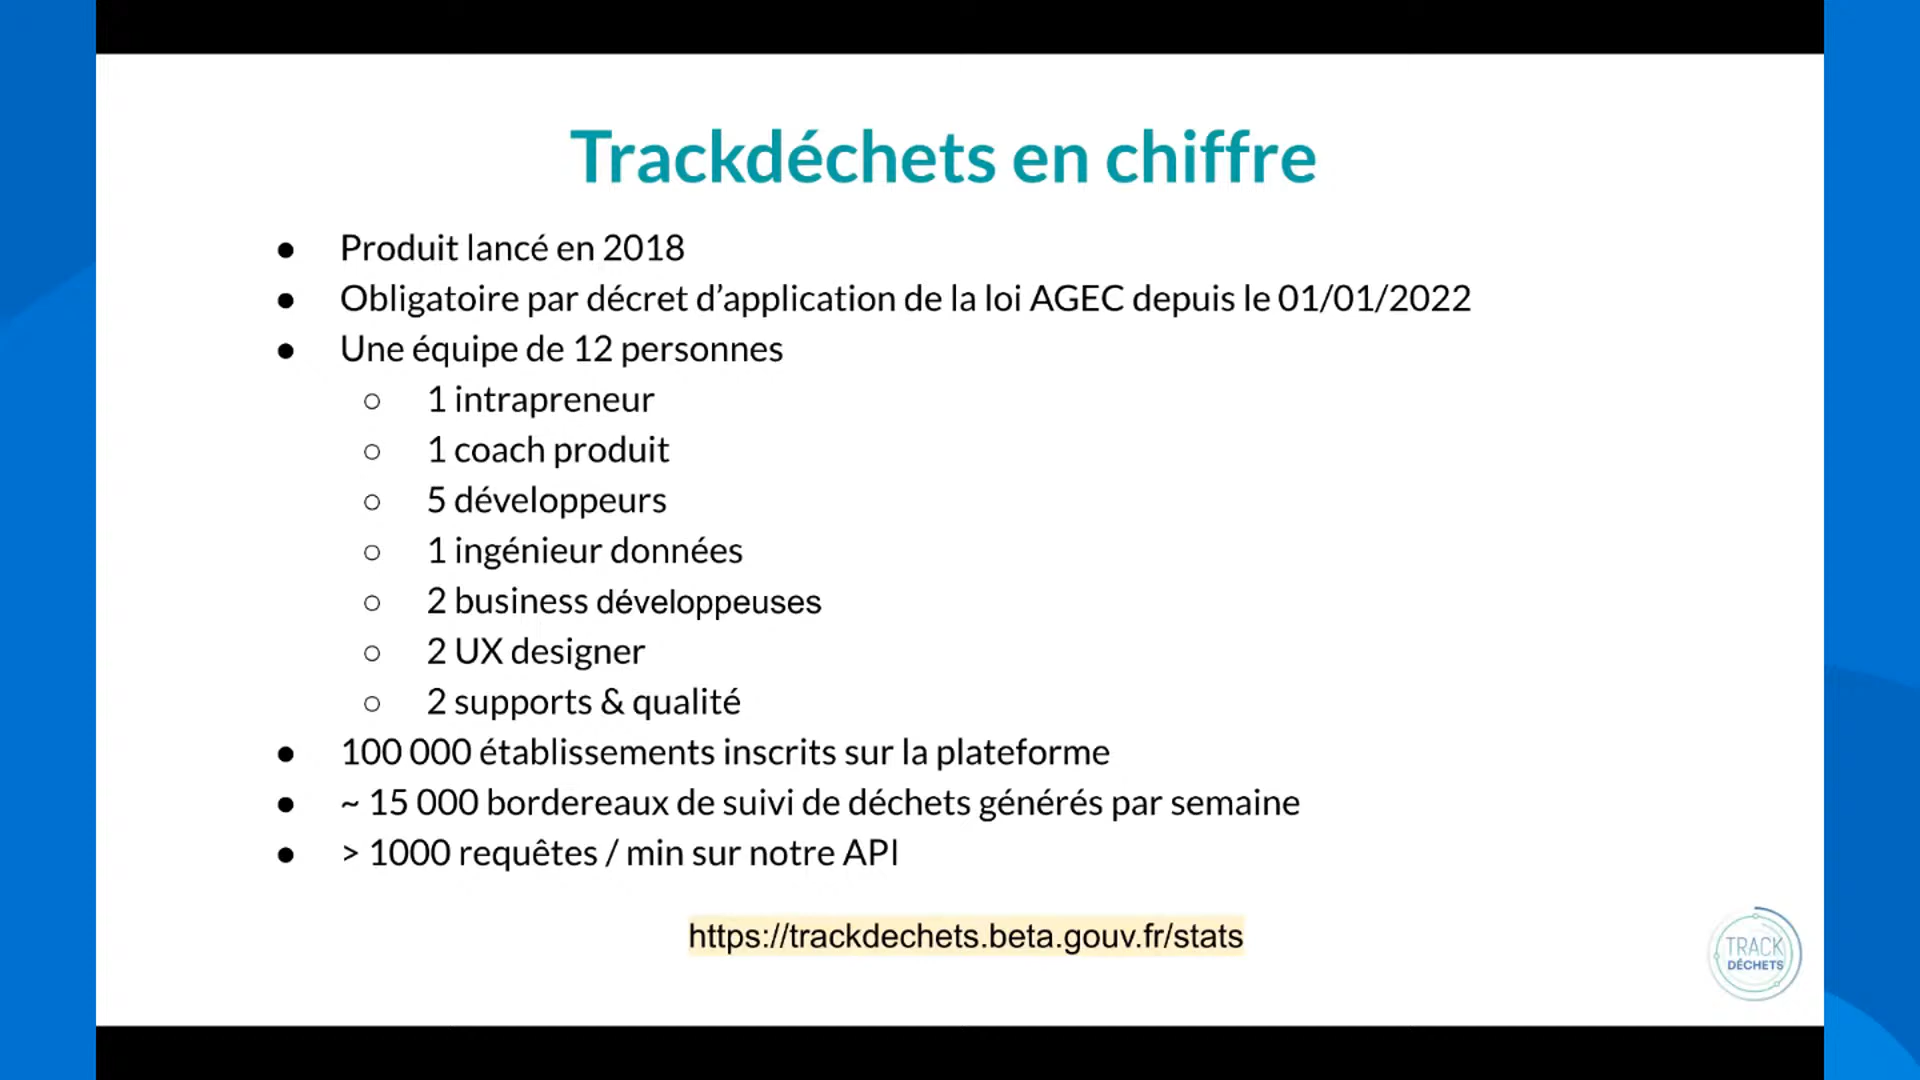 Trackdéchets en chiffre
● Produit lancé en 2018
● Obligatoire par décret d’application de la loi AGEC depuis le 01/01/2022
● Une équipe de 12 personnes
○ 1 intrapreneur
○ 1 coach produit
○ 5 développeurs
○ 1 ingénieur données
○ 2 business développeuses
○ 2 UX designer
○ 2 supports & qualité
● 100 000 établissements inscrits sur la plateforme
● ~ 15 000 bordereaux de suivi de déchets générés par semaine
● > 1000 requêtes / min sur notre API
https://trackdechets.beta.gouv.fr/stats
TRACK
DÉCHETS